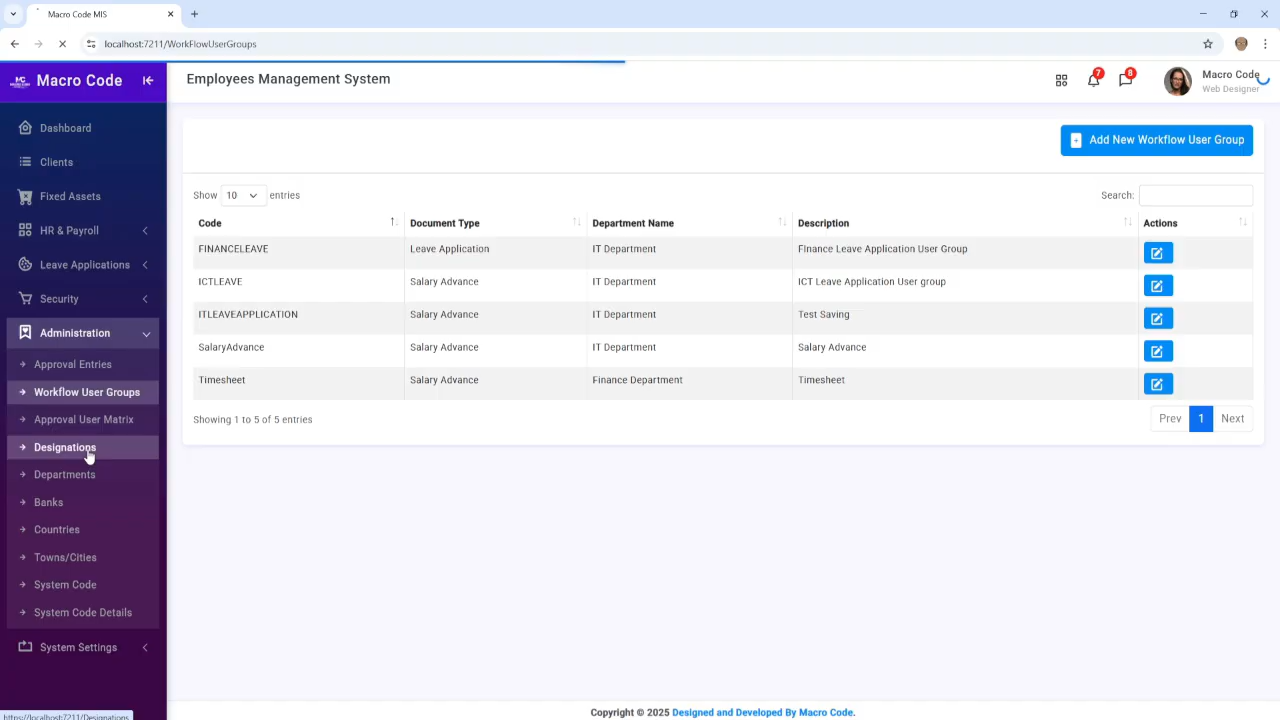 Macro Code MIS
localhost:7211/WorkFlowUserGroups
MC
Macro Code
Employees Management System
7
8
Macro Code
Web Designer
Dashboard
Clients
Fixed Assets
HR & Payroll
Leave Applications
Security
Administration
Approval Entries
Workflow User Groups
Approval User Matrix
Designations
Departments
Banks
Countries
Towns/Cities
System Code
System Code Details
System Settings
Add New Workflow User Group
Show 10 entries
Search:
Code Document Type Department Name Description Actions
FINANCELEAVE Leave Application IT Department FInance Leave Application User Group
ICTLEAVE Salary Advance IT Department ICT Leave Application User group
ITLEAVEAPPLICATION Salary Advance IT Department Test Saving
SalaryAdvance Salary Advance IT Department Salary Advance
Timesheet Salary Advance Finance Department Timesheet
Showing 1 to 5 of 5 entries
Prev 1 Next
Copyright © 2025 Designed and Developed By Macro Code.
https://localhost:7211/Designations